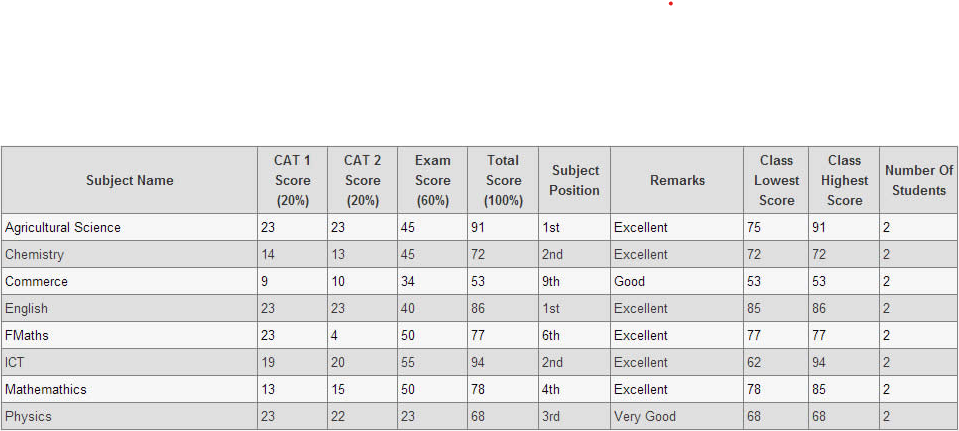 Subject Name CAT 1 Score (20%) CAT 2 Score (20%) Exam Score (60%) Total Score (100%) Subject Position Remarks Class Lowest Score Class Highest Score Number Of Students
Agricultural Science 23 23 45 91 1st Excellent 75 91 2
Chemistry 14 13 45 72 2nd Excellent 72 72 2
Commerce 9 10 34 53 9th Good 53 53 2
English 23 23 40 86 1st Excellent 85 86 2
FMaths 23 4 50 77 6th Excellent 77 77 2
ICT 19 20 55 94 2nd Excellent 62 94 2
Mathemathics 13 15 50 78 4th Excellent 78 85 2
Physics 23 22 23 68 3rd Very Good 68 68 2